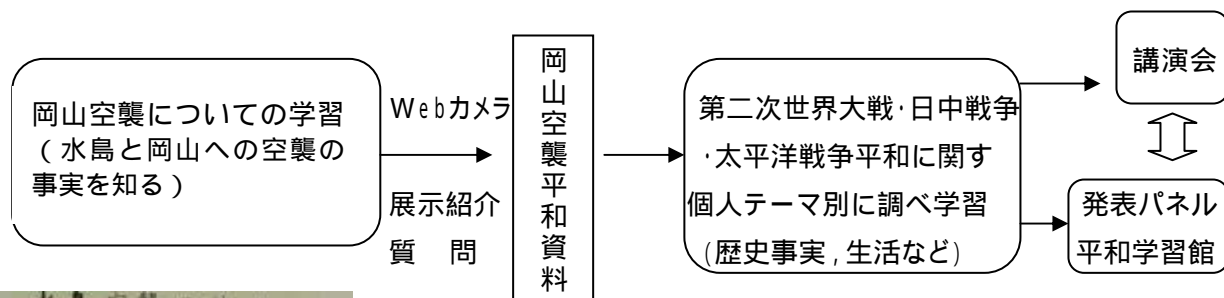 岡山空襲についての学習
(水島と岡山への空襲の
事実を知る)
Webカメラ
展示紹介
質 問
岡山空襲平和資料
第二次世界大戦・日中戦争
・太平洋戦争平和に関す
個人テーマ別に調べ学習
(歴史事実,生活など)
講演会
発表パネル
平和学習館